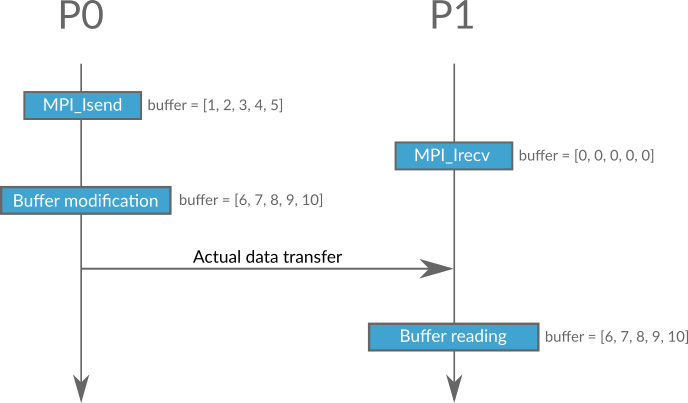 P0
P1
MPI_Isend
buffer = [1, 2, 3, 4, 5]
MPI_Irecv
buffer = [0, 0, 0, 0, 0]
Buffer modification
buffer = [6, 7, 8, 9, 10]
Actual data transfer
Buffer reading
buffer = [6, 7, 8, 9, 10]